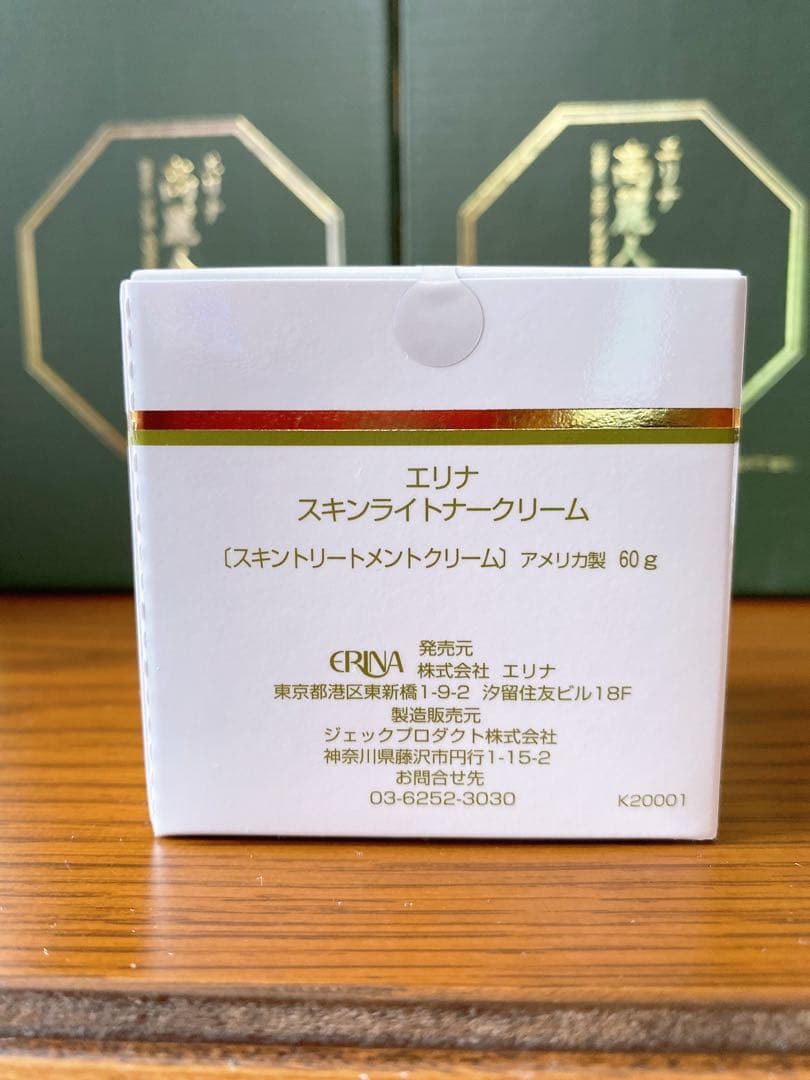 エリナ
スキンライトナークリーム
〔スキントリートメントクリーム〕 アメリカ製 60g
発売元
ERINA 株式会社 エリナ
東京都港区東新橋1-9-2 汐留住友ビル18F
製造販売元
ジェックプロダクト株式会社
神奈川県藤沢市円行1-15-2
お問合せ先
03-6252-3030
K20001